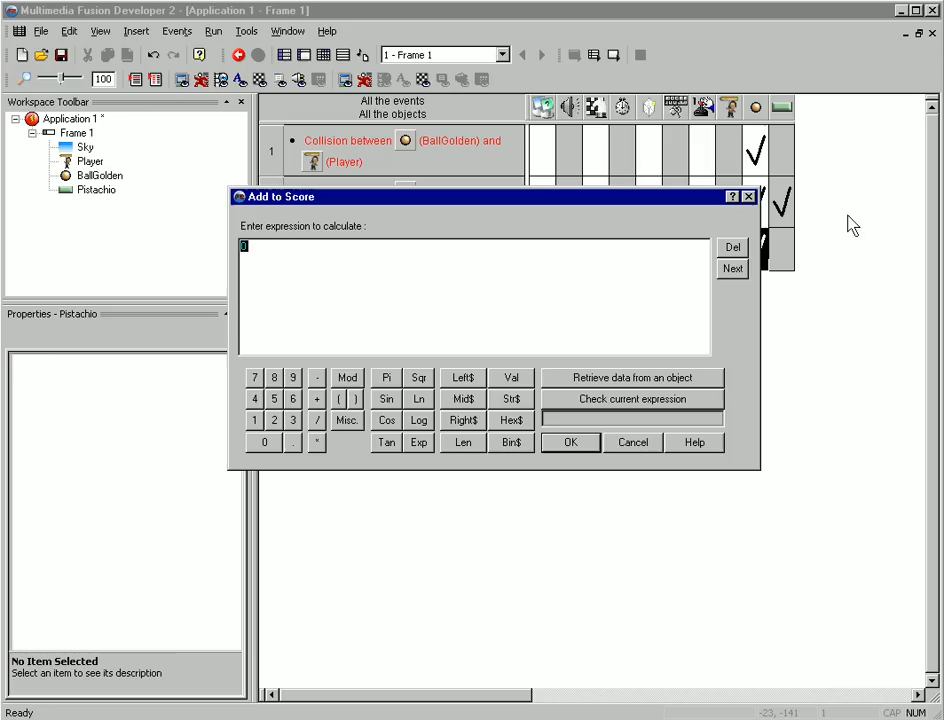 Multimedia Fusion Developer 2 - [Application 1 - Frame 1]
File Edit View Insert Events Run Tools Window Help
1 - Frame 1
100
Workspace Toolbar
Application 1 *
Frame 1
Sky
Player
BallGolden
Pistachio
All the events
All the objects
1
• Collision between (BallGolden) and
(Player)
Add to Score
Enter expression to calculate :
0
Del
Next
7 8 9 - Mod Pi Sqr Left$ Val Retrieve data from an object
4 5 6 + ( ) Sin Ln Mid$ Str$ Check current expression
1 2 3 / Misc. Cos Log Right$ Hex$
0 . * Tan Exp Len Bin$ OK Cancel Help
Properties - Pistachio
No Item Selected
Select an item to see its description
Ready
-23, -141 1 CAP NUM